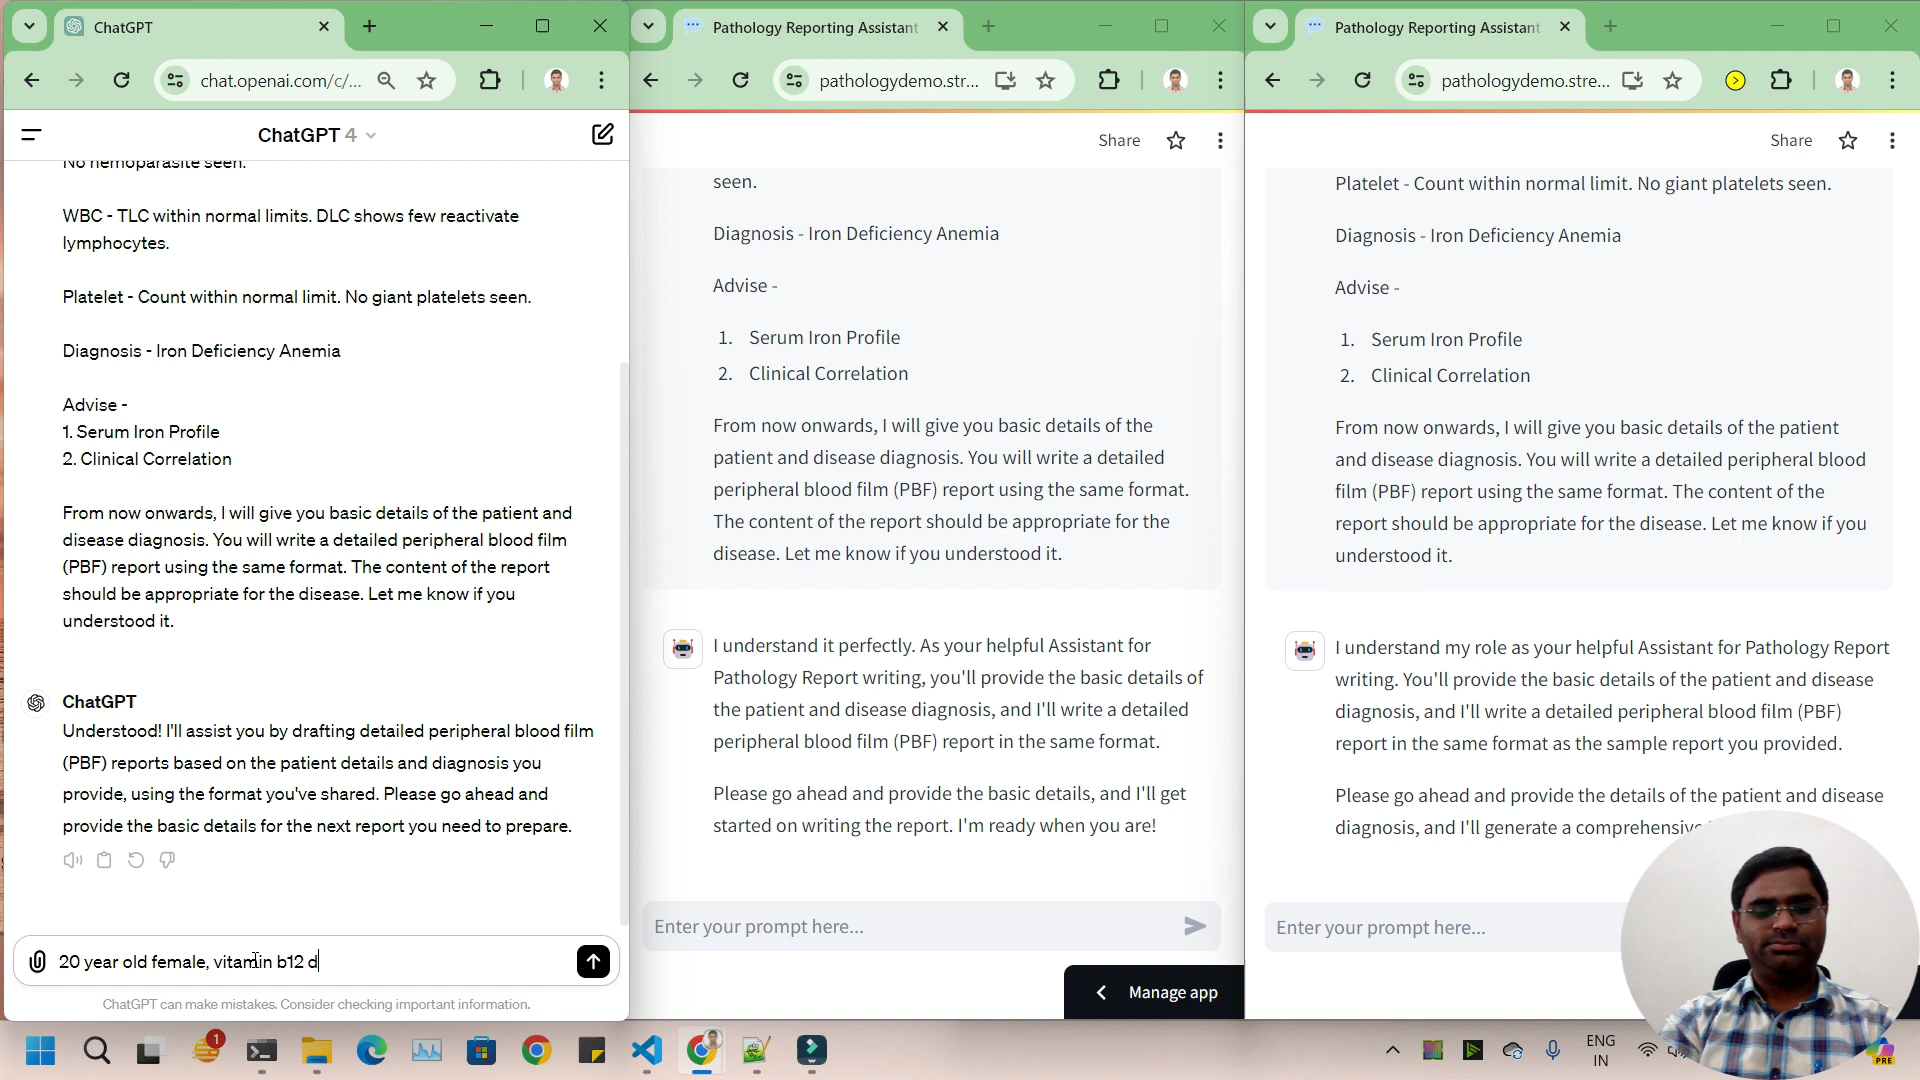 ChatGPT
chat.openai.com/c/...
ChatGPT 4
No hemoparasite seen.
WBC - TLC within normal limits. DLC shows few reactivate
lymphocytes.
Platelet - Count within normal limit. No giant platelets seen.
Diagnosis - Iron Deficiency Anemia
Advise -
1. Serum Iron Profile
2. Clinical Correlation
From now onwards, I will give you basic details of the patient and
disease diagnosis. You will write a detailed peripheral blood film
(PBF) report using the same format. The content of the report
should be appropriate for the disease. Let me know if you
understood it.
ChatGPT
Understood! I'll assist you by drafting detailed peripheral blood film
(PBF) reports based on the patient details and diagnosis you
provide, using the format you've shared. Please go ahead and
provide the basic details for the next report you need to prepare.
20 year old female, vitamin b12 d
ChatGPT can make mistakes. Consider checking important information.
Pathology Reporting Assistant
pathologydemo.str...
Share
seen.
Diagnosis - Iron Deficiency Anemia
Advise -
1. Serum Iron Profile
2. Clinical Correlation
From now onwards, I will give you basic details of the
patient and disease diagnosis. You will write a detailed
peripheral blood film (PBF) report using the same format.
The content of the report should be appropriate for the
disease. Let me know if you understood it.
I understand it perfectly. As your helpful Assistant for
Pathology Report writing, you'll provide the basic details of
the patient and disease diagnosis, and I'll write a detailed
peripheral blood film (PBF) report in the same format.
Please go ahead and provide the basic details, and I'll get
started on writing the report. I'm ready when you are!
Enter your prompt here...
Manage app
Pathology Reporting Assistant
pathologydemo.stre...
Share
Platelet - Count within normal limit. No giant platelets seen.
Diagnosis - Iron Deficiency Anemia
Advise -
1. Serum Iron Profile
2. Clinical Correlation
From now onwards, I will give you basic details of the patient
and disease diagnosis. You will write a detailed peripheral blood
film (PBF) report using the same format. The content of the
report should be appropriate for the disease. Let me know if you
understood it.
I understand my role as your helpful Assistant for Pathology Report
writing. You'll provide the basic details of the patient and disease
diagnosis, and I'll write a detailed peripheral blood film (PBF)
report in the same format as the sample report you provided.
Please go ahead and provide the details of the patient and disease
diagnosis, and I'll generate a comprehensive
Enter your prompt here...
1
ENG
IN
PRE